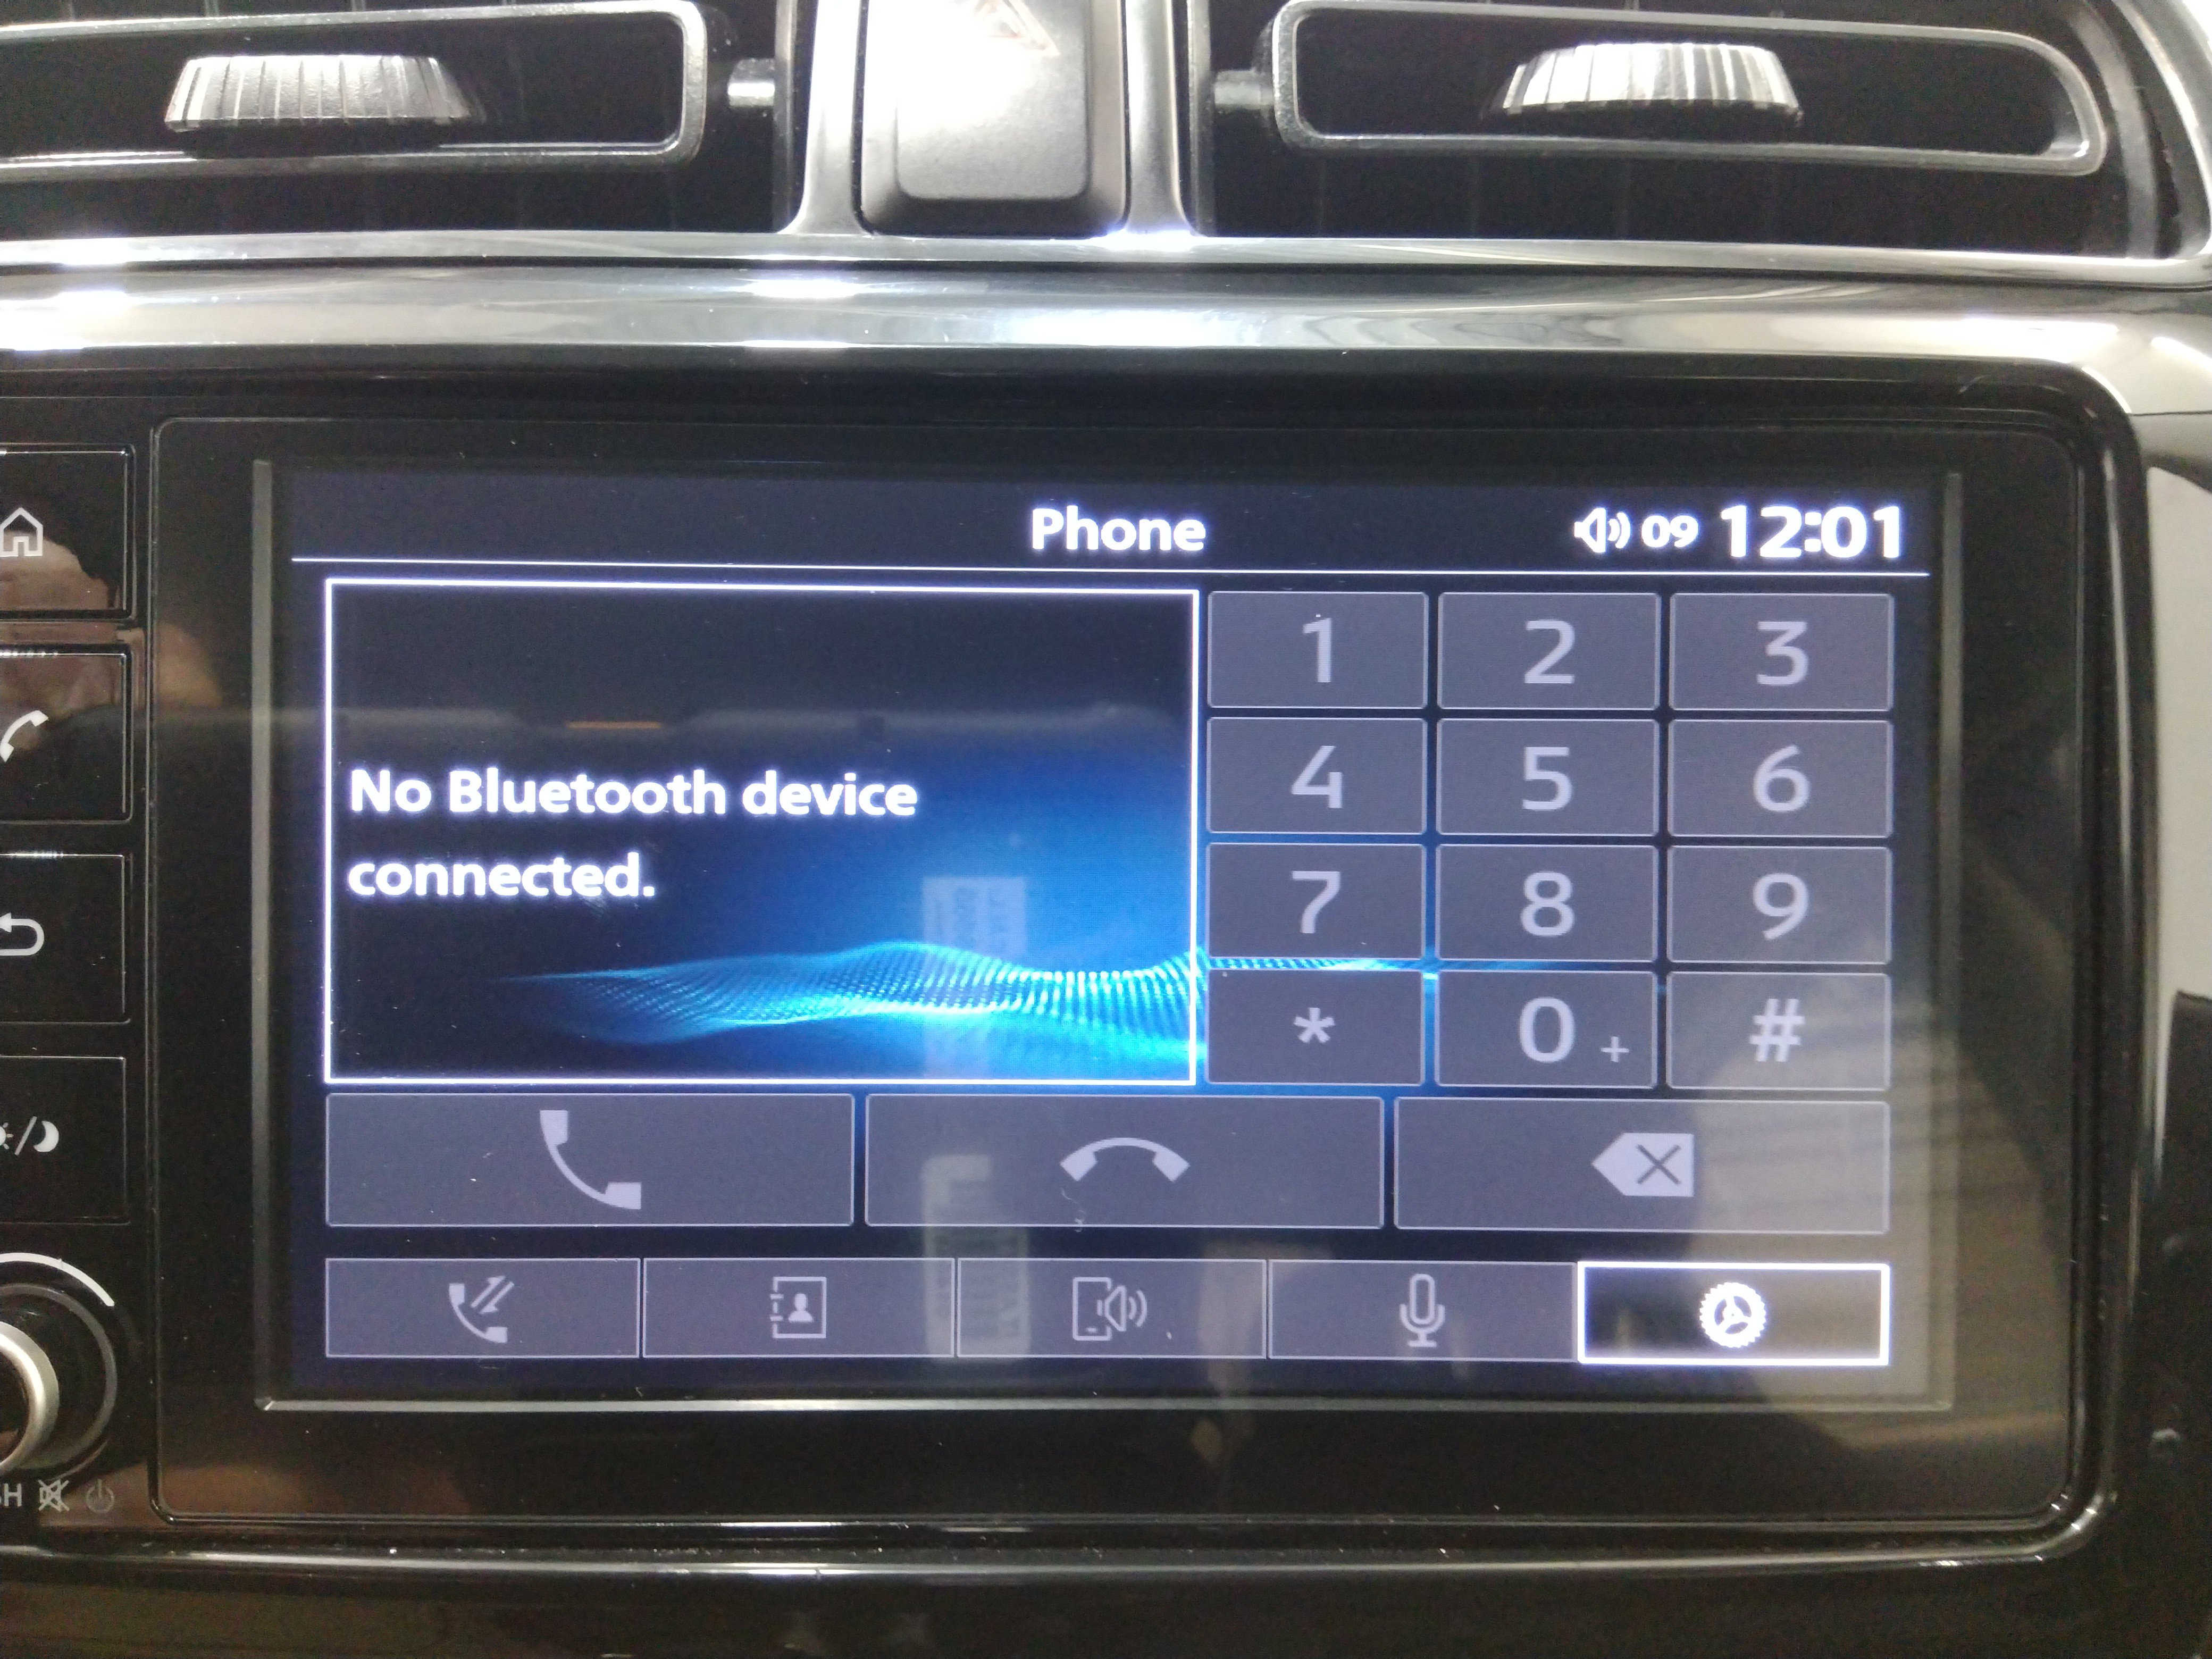 Phone
09 12:01
No Bluetooth device
connected.
1 2 3
4 5 6
7 8 9
* 0 + #